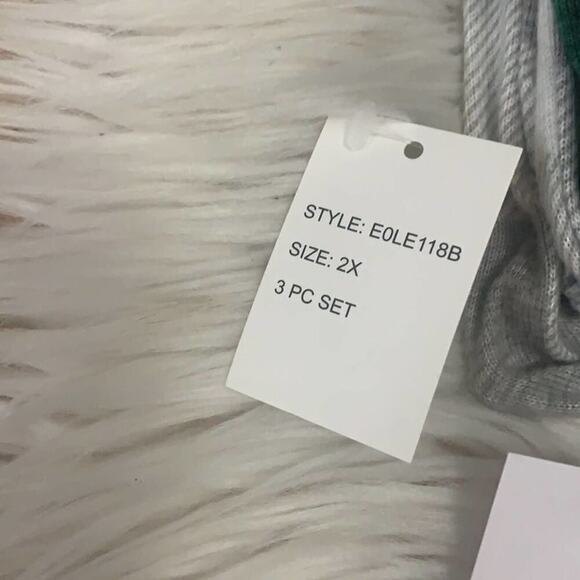 STYLE: E0LE118B
SIZE: 2X
3 PC SET